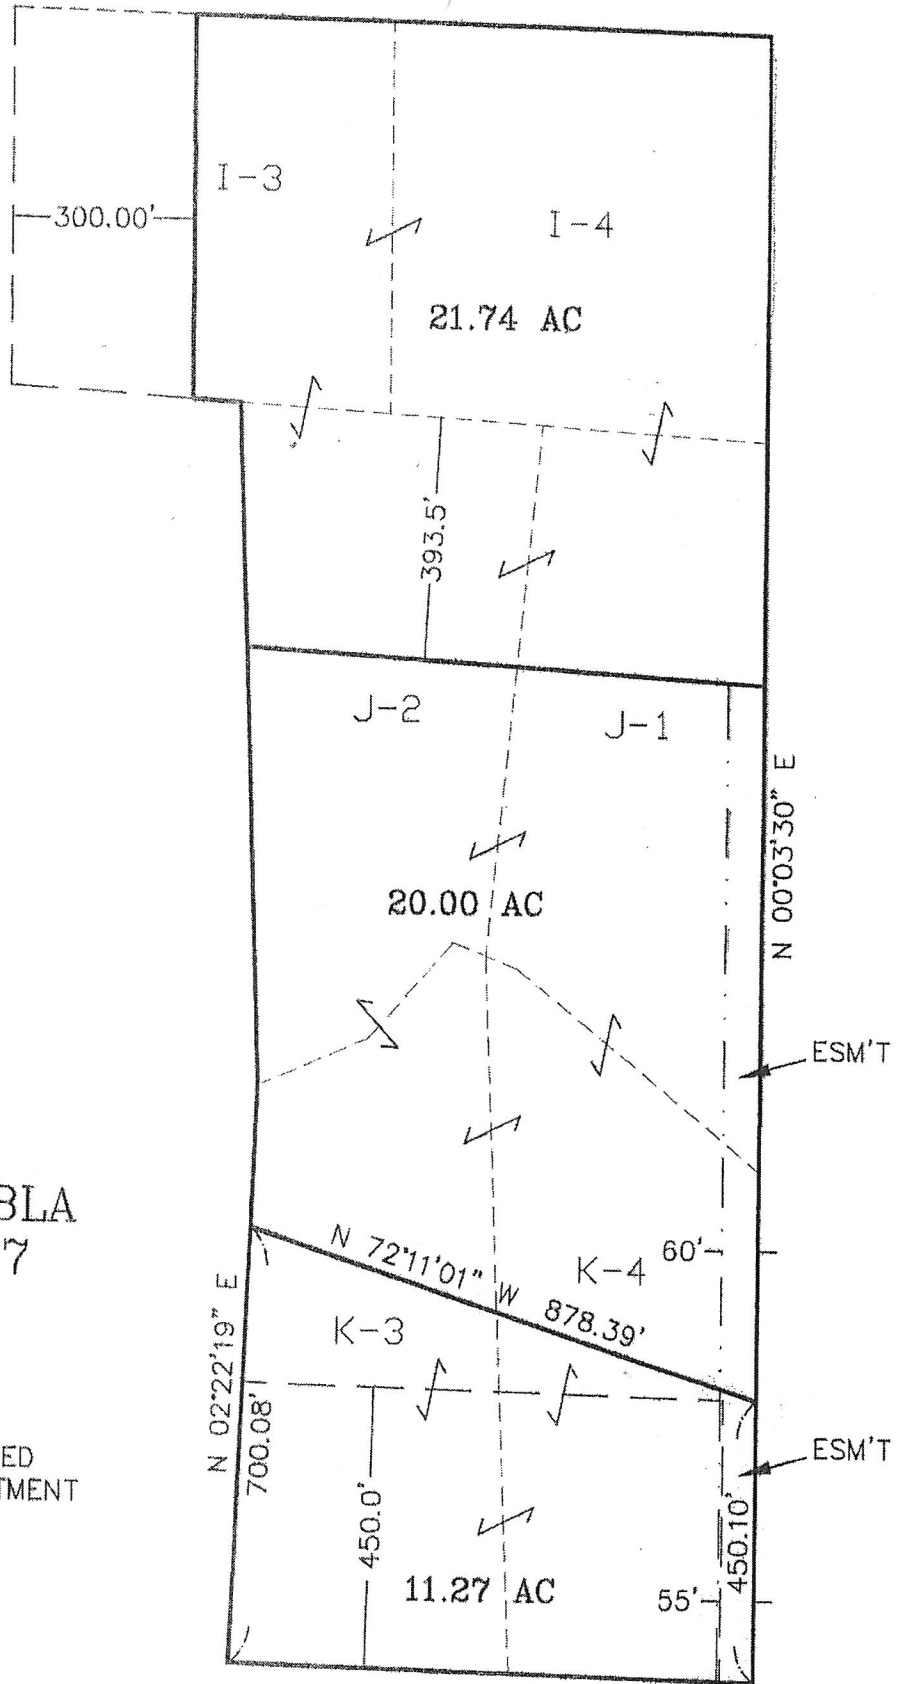 I-3
300.00'
I-4
21.74 AC
393.5'
J-2
J-1
N 00°03'30" E
20.00 AC
ESM'T
BLA
7
N 72°11'01" W 878.39'
K-4
60'
K-3
N 02°22'19" E
700.08'
ESM'T
ED
TMENT
450.0'
450.10'
11.27 AC
55'